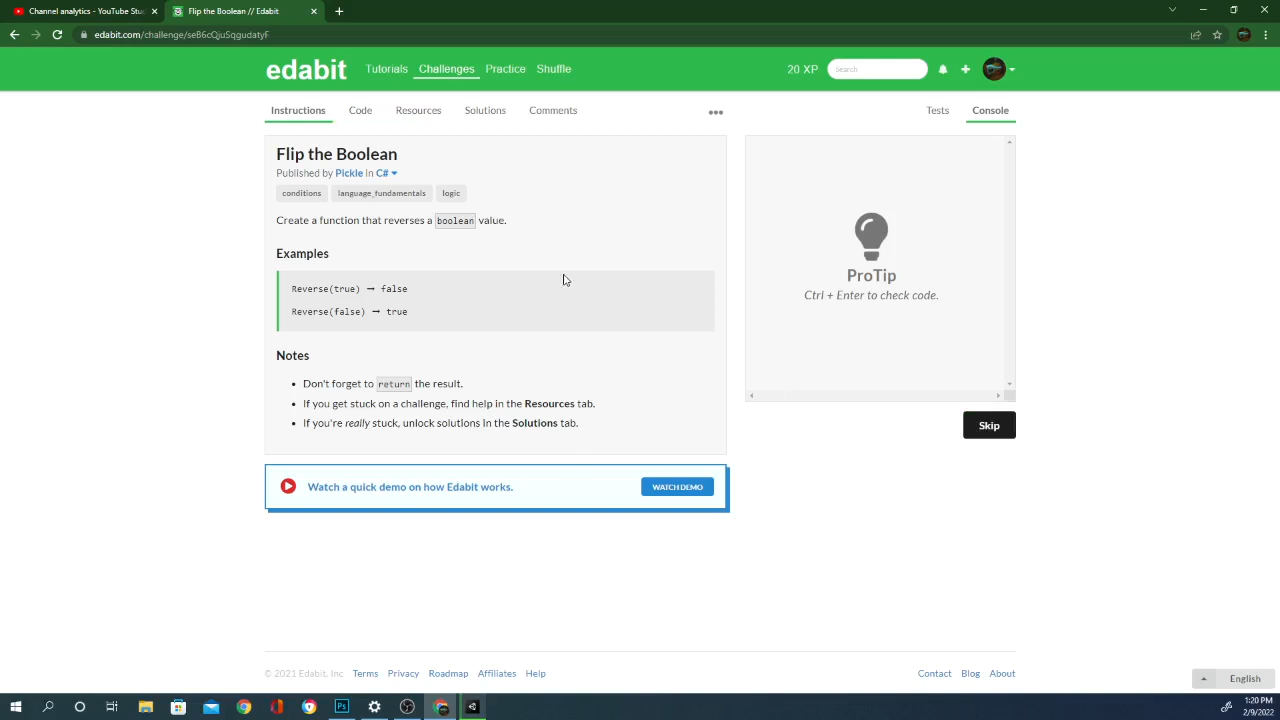 Channel analytics - YouTube Stu
Flip the Boolean // Edabit
edabit.com/challenge/seB6cQjuSqgudatyF
edabit Tutorials Challenges Practice Shuffle 20 XP Search
Instructions Code Resources Solutions Comments ••• Tests Console
Flip the Boolean
Published by Pickle in C#
conditions language_fundamentals logic
Create a function that reverses a boolean value.
Examples
Reverse(true) → false
Reverse(false) → true
Notes
• Don't forget to return the result.
• If you get stuck on a challenge, find help in the Resources tab.
• If you're really stuck, unlock solutions in the Solutions tab.
ProTip
Ctrl + Enter to check code.
Skip
Watch a quick demo on how Edabit works. WATCH DEMO
© 2021 Edabit, Inc. Terms Privacy Roadmap Affiliates Help Contact Blog About
English
Ps
1:20 PM
2/9/2022